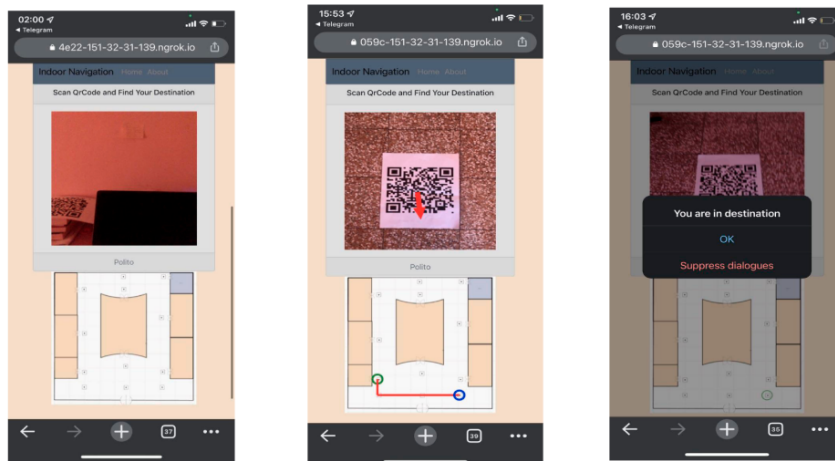 02:00
Telegram
4e22-151-32-31-139.ngrok.io
Indoor Navigation Home About
Scan QrCode and Find Your Destination
Polito
37
15:53
Telegram
059c-151-32-31-139.ngrok.io
Indoor Navigation Home About
Scan QrCode and Find Your Destination
Polito
39
16:03
Telegram
059c-151-32-31-139.ngrok.io
Indoor Navigation Home About
Scan QrCode and Find Your Destination
You are in destination
OK
Suppress dialogues
35